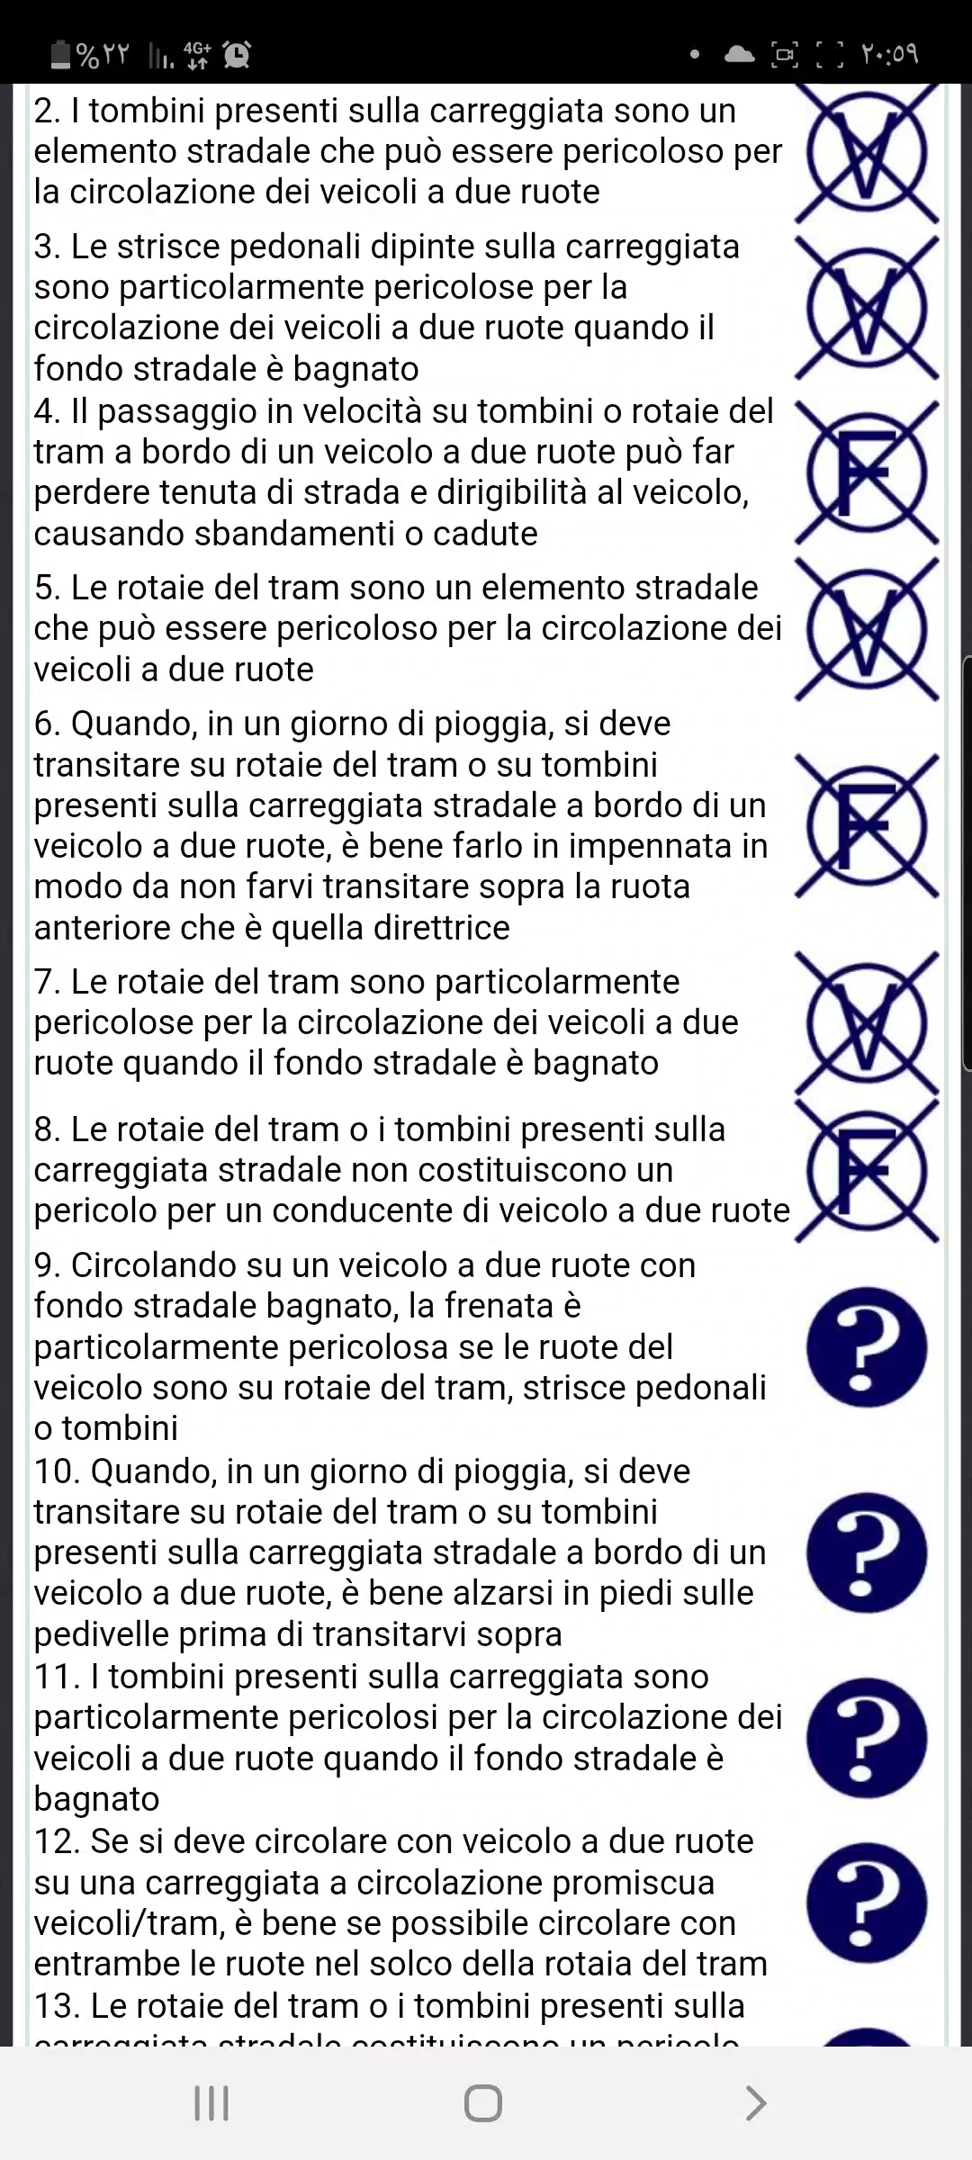 %٢٢ 4G+ ٢٠:٥٩
2. I tombini presenti sulla carreggiata sono un
elemento stradale che può essere pericoloso per
la circolazione dei veicoli a due ruote
V
3. Le strisce pedonali dipinte sulla carreggiata
sono particolarmente pericolose per la
circolazione dei veicoli a due ruote quando il
fondo stradale è bagnato
V
4. Il passaggio in velocità su tombini o rotaie del
tram a bordo di un veicolo a due ruote può far
perdere tenuta di strada e dirigibilità al veicolo,
causando sbandamenti o cadute
F
5. Le rotaie del tram sono un elemento stradale
che può essere pericoloso per la circolazione dei
veicoli a due ruote
V
6. Quando, in un giorno di pioggia, si deve
transitare su rotaie del tram o su tombini
presenti sulla carreggiata stradale a bordo di un
veicolo a due ruote, è bene farlo in impennata in
modo da non farvi transitare sopra la ruota
anteriore che è quella direttrice
F
7. Le rotaie del tram sono particolarmente
pericolose per la circolazione dei veicoli a due
ruote quando il fondo stradale è bagnato
V
8. Le rotaie del tram o i tombini presenti sulla
carreggiata stradale non costituiscono un
pericolo per un conducente di veicolo a due ruote
F
9. Circolando su un veicolo a due ruote con
fondo stradale bagnato, la frenata è
particolarmente pericolosa se le ruote del
veicolo sono su rotaie del tram, strisce pedonali
o tombini
?
10. Quando, in un giorno di pioggia, si deve
transitare su rotaie del tram o su tombini
presenti sulla carreggiata stradale a bordo di un
veicolo a due ruote, è bene alzarsi in piedi sulle
pedivelle prima di transitarvi sopra
?
11. I tombini presenti sulla carreggiata sono
particolarmente pericolosi per la circolazione dei
veicoli a due ruote quando il fondo stradale è
bagnato
?
12. Se si deve circolare con veicolo a due ruote
su una carreggiata a circolazione promiscua
veicoli/tram, è bene se possibile circolare con
entrambe le ruote nel solco della rotaia del tram
?
13. Le rotaie del tram o i tombini presenti sulla
carreggiata stradale costituiscono un pericolo